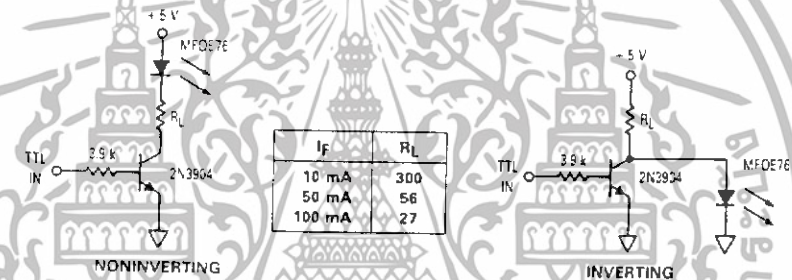 +5 V
MFOE76
RL
TTL
IN
3.9 k
2N3904
NONINVERTING
IF RL
10 mA 300
50 mA 56
100 mA 27
+5 V
RL
TTL
IN
3.9 k
2N3904
MFOE76
INVERTING